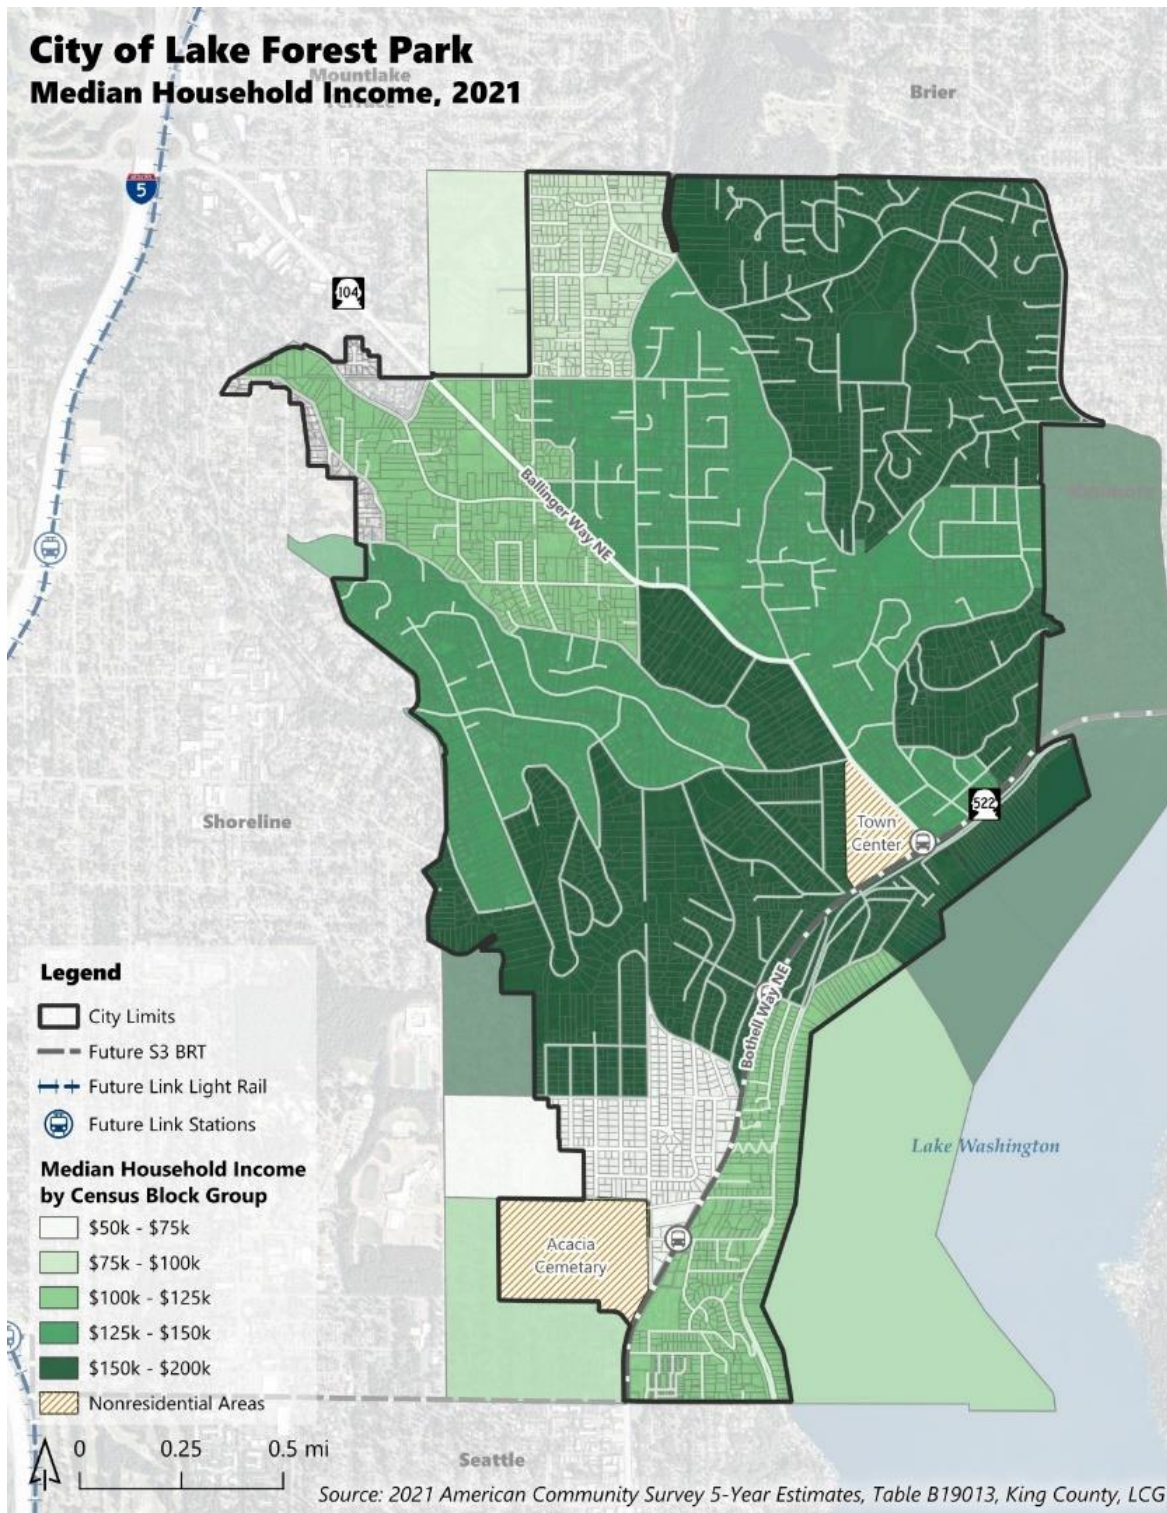 City of Lake Forest Park
Median Household Income, 2021
Mountlake
Terrace
Brier
5
104
Ballinger Way NE
Shoreline
Town
Center
522
Bothell Way NE
Lake Washington
Acacia
Cemetary
Seattle
Legend
City Limits
Future S3 BRT
Future Link Light Rail
Future Link Stations
Median Household Income
by Census Block Group
$50k - $75k
$75k - $100k
$100k - $125k
$125k - $150k
$150k - $200k
Nonresidential Areas
0 0.25 0.5 mi
Source: 2021 American Community Survey 5-Year Estimates, Table B19013, King County, LCG